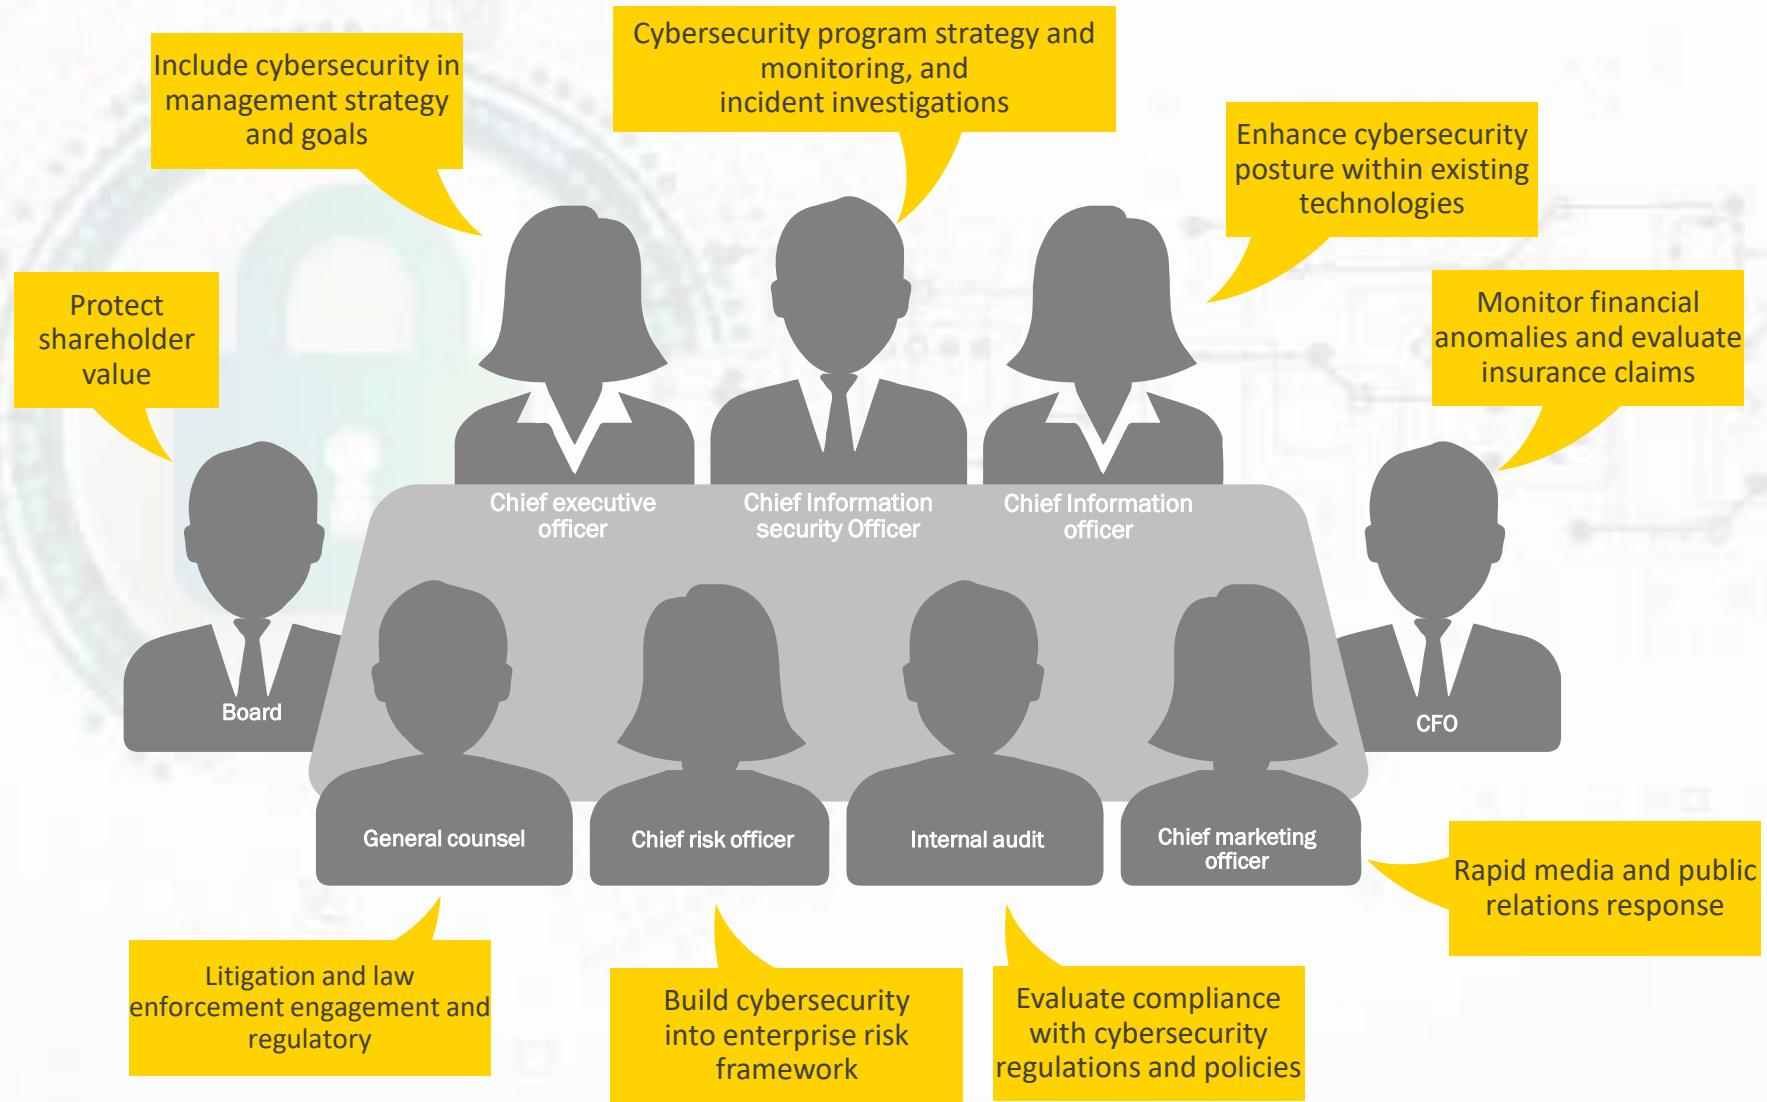 Include cybersecurity in
management strategy
and goals
Cybersecurity program strategy and
monitoring, and
incident investigations
Enhance cybersecurity
posture within existing
technologies
Protect
shareholder
value
Monitor financial
anomalies and evaluate
insurance claims
Chief executive
officer
Chief Information
security Officer
Chief Information
officer
Board
CFO
General counsel
Chief risk officer
Internal audit
Chief marketing
officer
Rapid media and public
relations response
Litigation and law
enforcement engagement and
regulatory
Build cybersecurity
into enterprise risk
framework
Evaluate compliance
with cybersecurity
regulations and policies